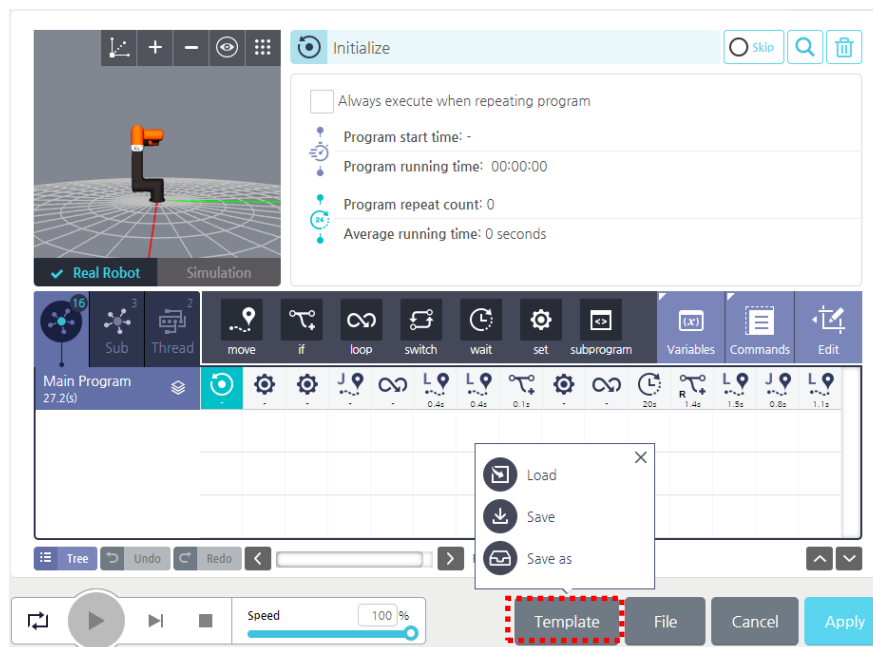 Initialize
Skip
Always execute when repeating program
Program start time: -
Program running time: 00:00:00
Program repeat count: 0
24
Average running time: 0 seconds
Real Robot
Simulation
16
3
2
Sub
Thread
move
if
loop
switch
wait
set
subprogram
(x')
Variables
Commands
Edit
Main Program
27.2(s)
J
L
L
R
L
J
L
-
-
-
-
-
0.4s
0.4s
0.1s
-
-
20s
1.4s
1.5s
0.8s
1.1s
Load
Save
Save as
Tree
Undo
Redo
Speed
100 %
Template
File
Cancel
Apply